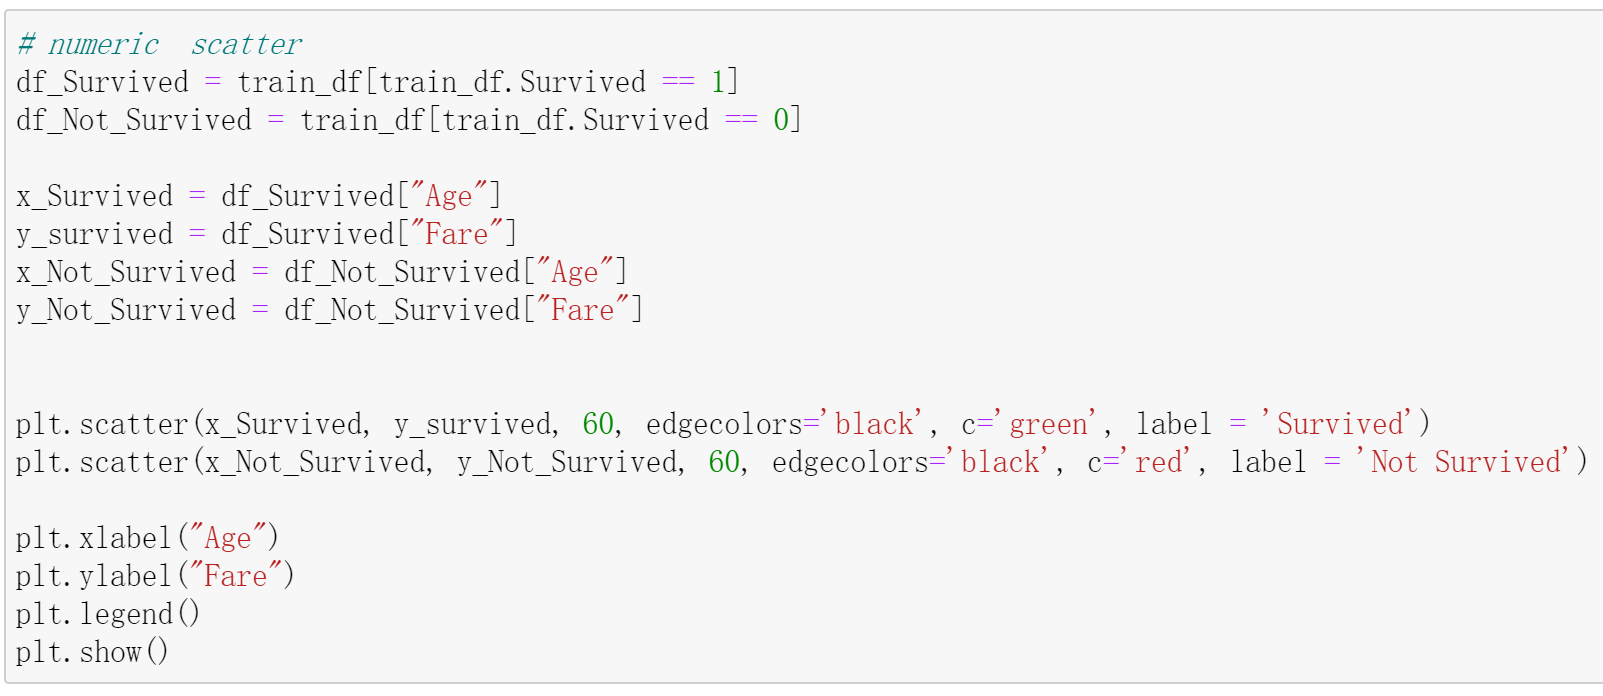 # numeric  scatter
df_Survived = train_df[train_df.Survived == 1]
df_Not_Survived = train_df[train_df.Survived == 0]
x_Survived = df_Survived["Age"]
y_survived = df_Survived["Fare"]
x_Not_Survived = df_Not_Survived["Age"]
y_Not_Survived = df_Not_Survived["Fare"]
plt.scatter(x_Survived, y_survived, 60, edgecolors='black', c='green', label = 'Survived')
plt.scatter(x_Not_Survived, y_Not_Survived, 60, edgecolors='black', c='red', label = 'Not Survived')
plt.xlabel("Age")
plt.ylabel("Fare")
plt.legend()
plt.show()